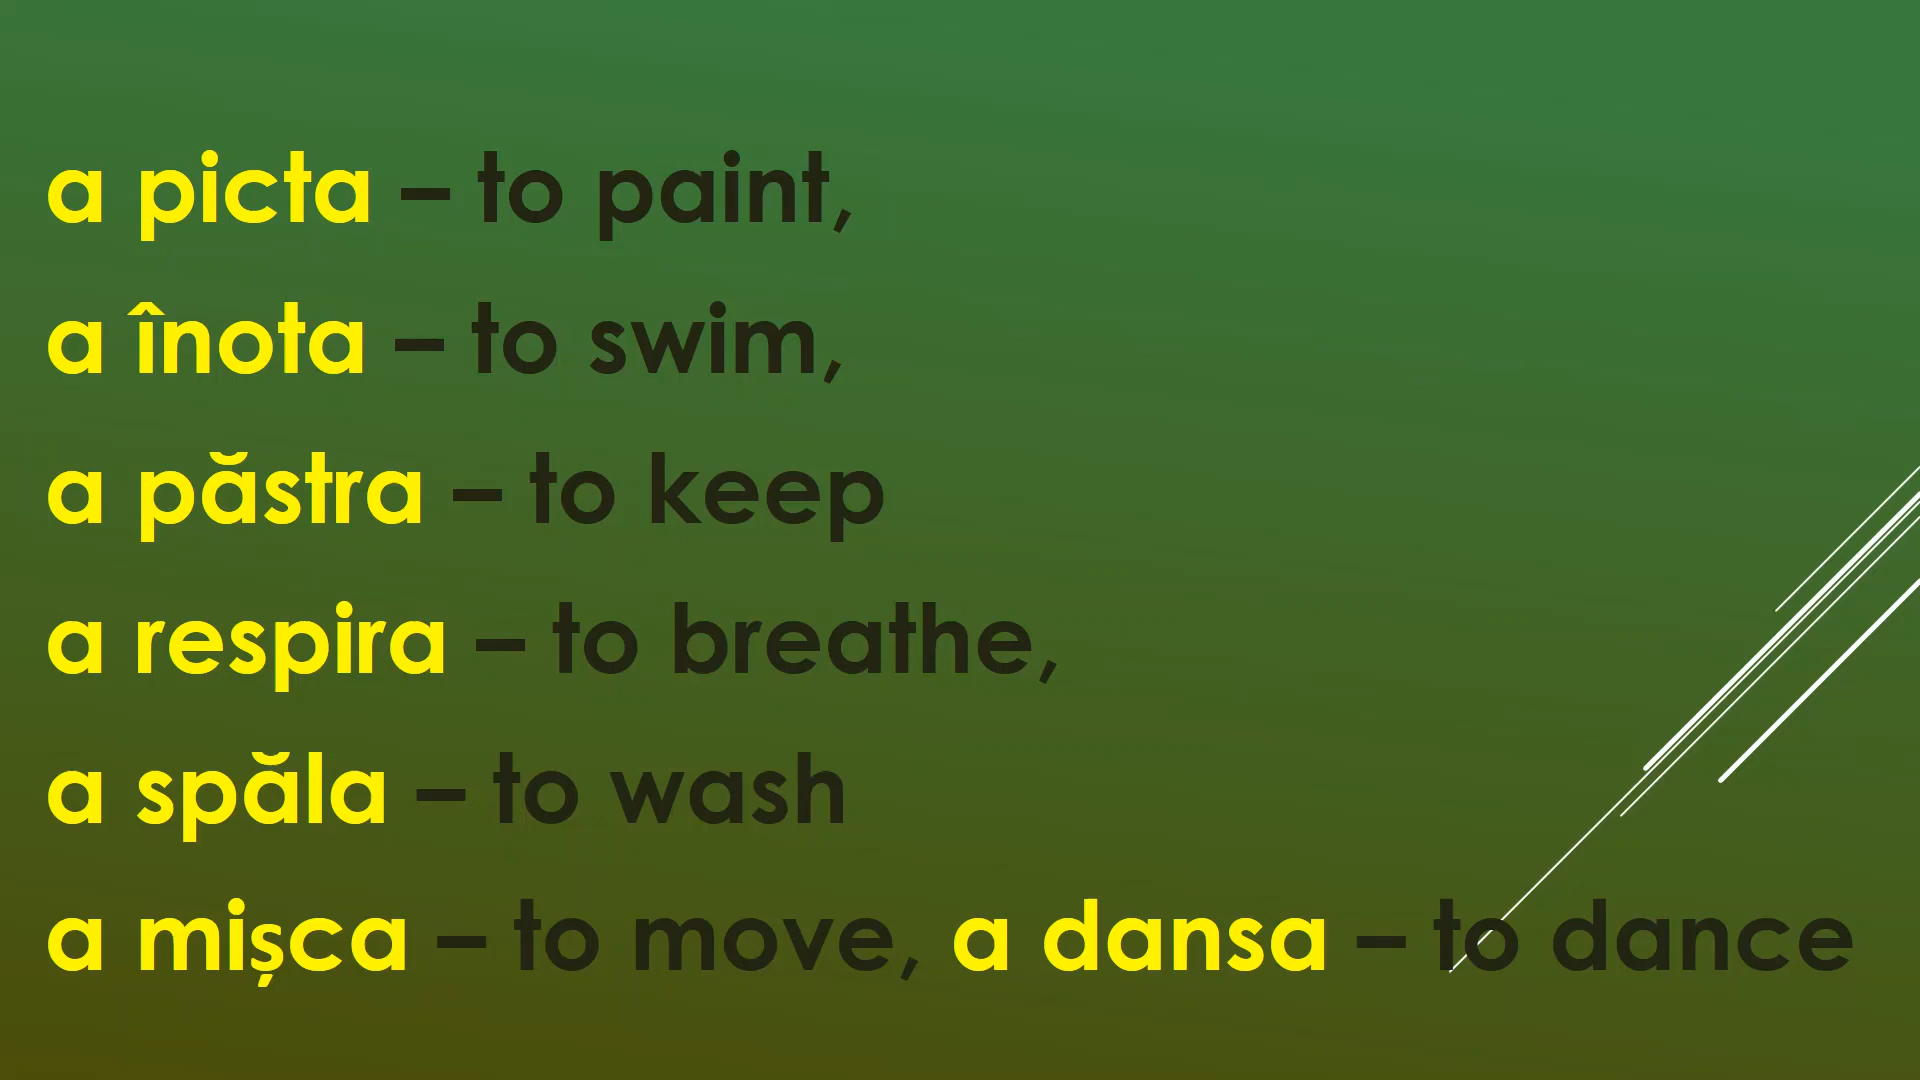 a picta – to paint,
a înota – to swim,
a păstra – to keep
a respira – to breathe,
a spăla – to wash
a mișca – to move, a dansa – to dance